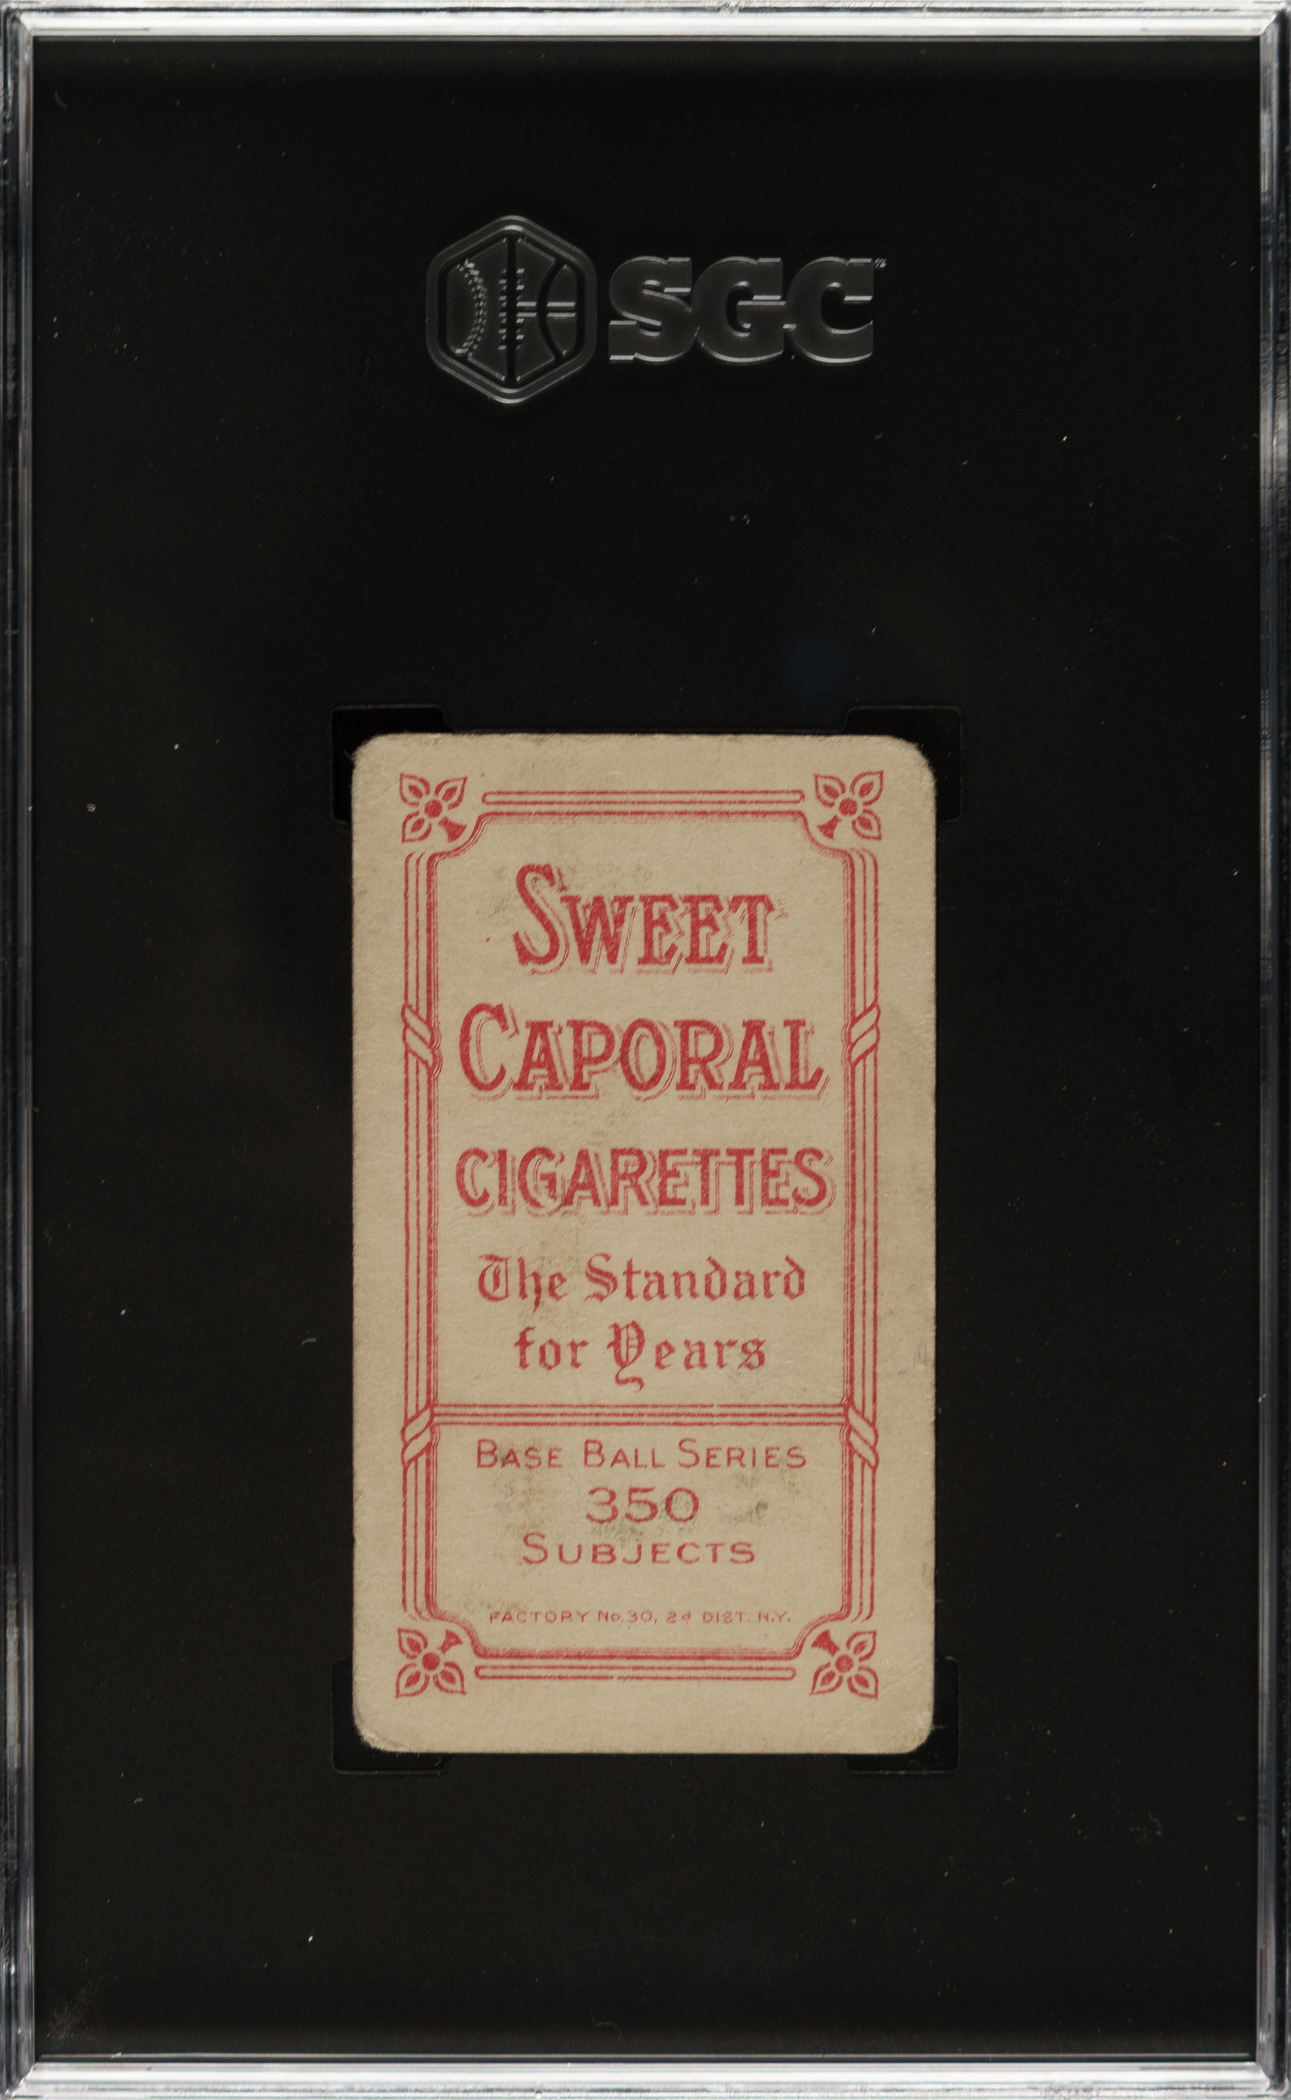 SGC
SWEET
CAPORAL
CIGARETTES
The Standard
for Years
BASE BALL SERIES
350
SUBJECTS
FACTORY No. 30, 2d DIST. N.Y.